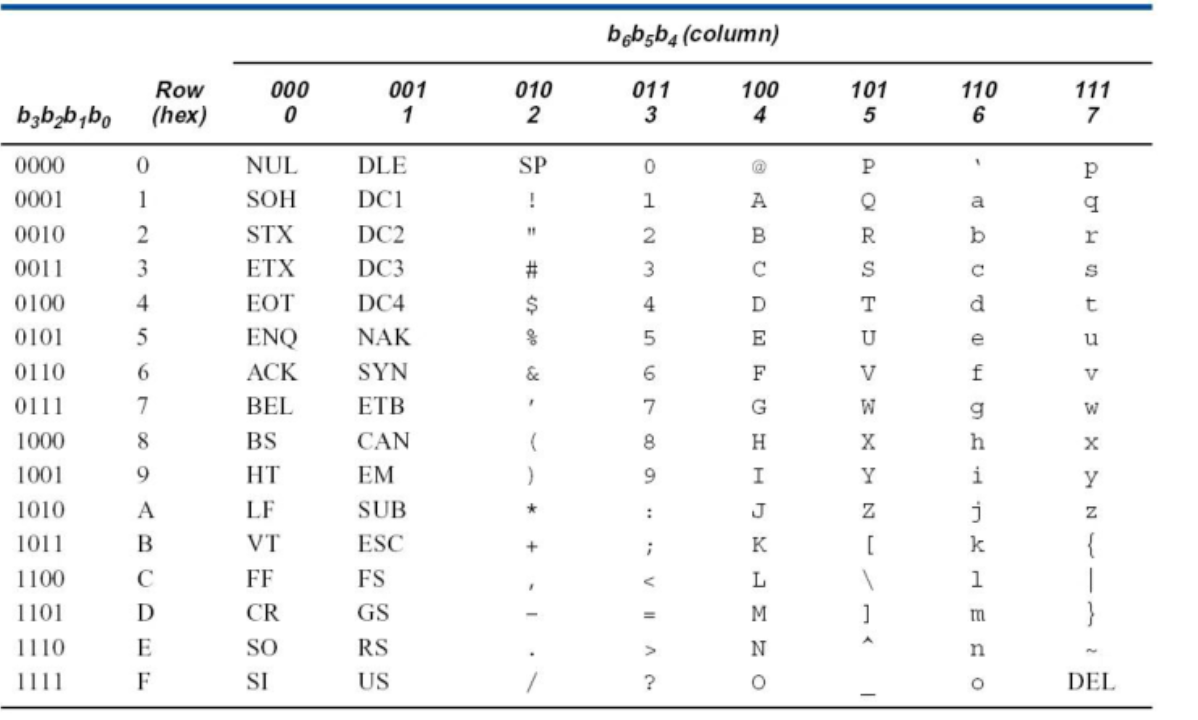 b6b5b4 (column)
Row 000 001 010 011 100 101 110 111
b3b2b1b0 (hex) 0 1 2 3 4 5 6 7
0000 0 NUL DLE SP 0 @ P ` p
0001 1 SOH DC1 ! 1 A Q a q
0010 2 STX DC2 " 2 B R b r
0011 3 ETX DC3 # 3 C S c s
0100 4 EOT DC4 $ 4 D T d t
0101 5 ENQ NAK % 5 E U e u
0110 6 ACK SYN & 6 F V f v
0111 7 BEL ETB ' 7 G W g w
1000 8 BS CAN ( 8 H X h x
1001 9 HT EM ) 9 I Y i y
1010 A LF SUB * : J Z j z
1011 B VT ESC + ; K [ k {
1100 C FF FS , < L \ l |
1101 D CR GS - = M ] m }
1110 E SO RS . > N ^ n ~
1111 F SI US / ? O _ o DEL